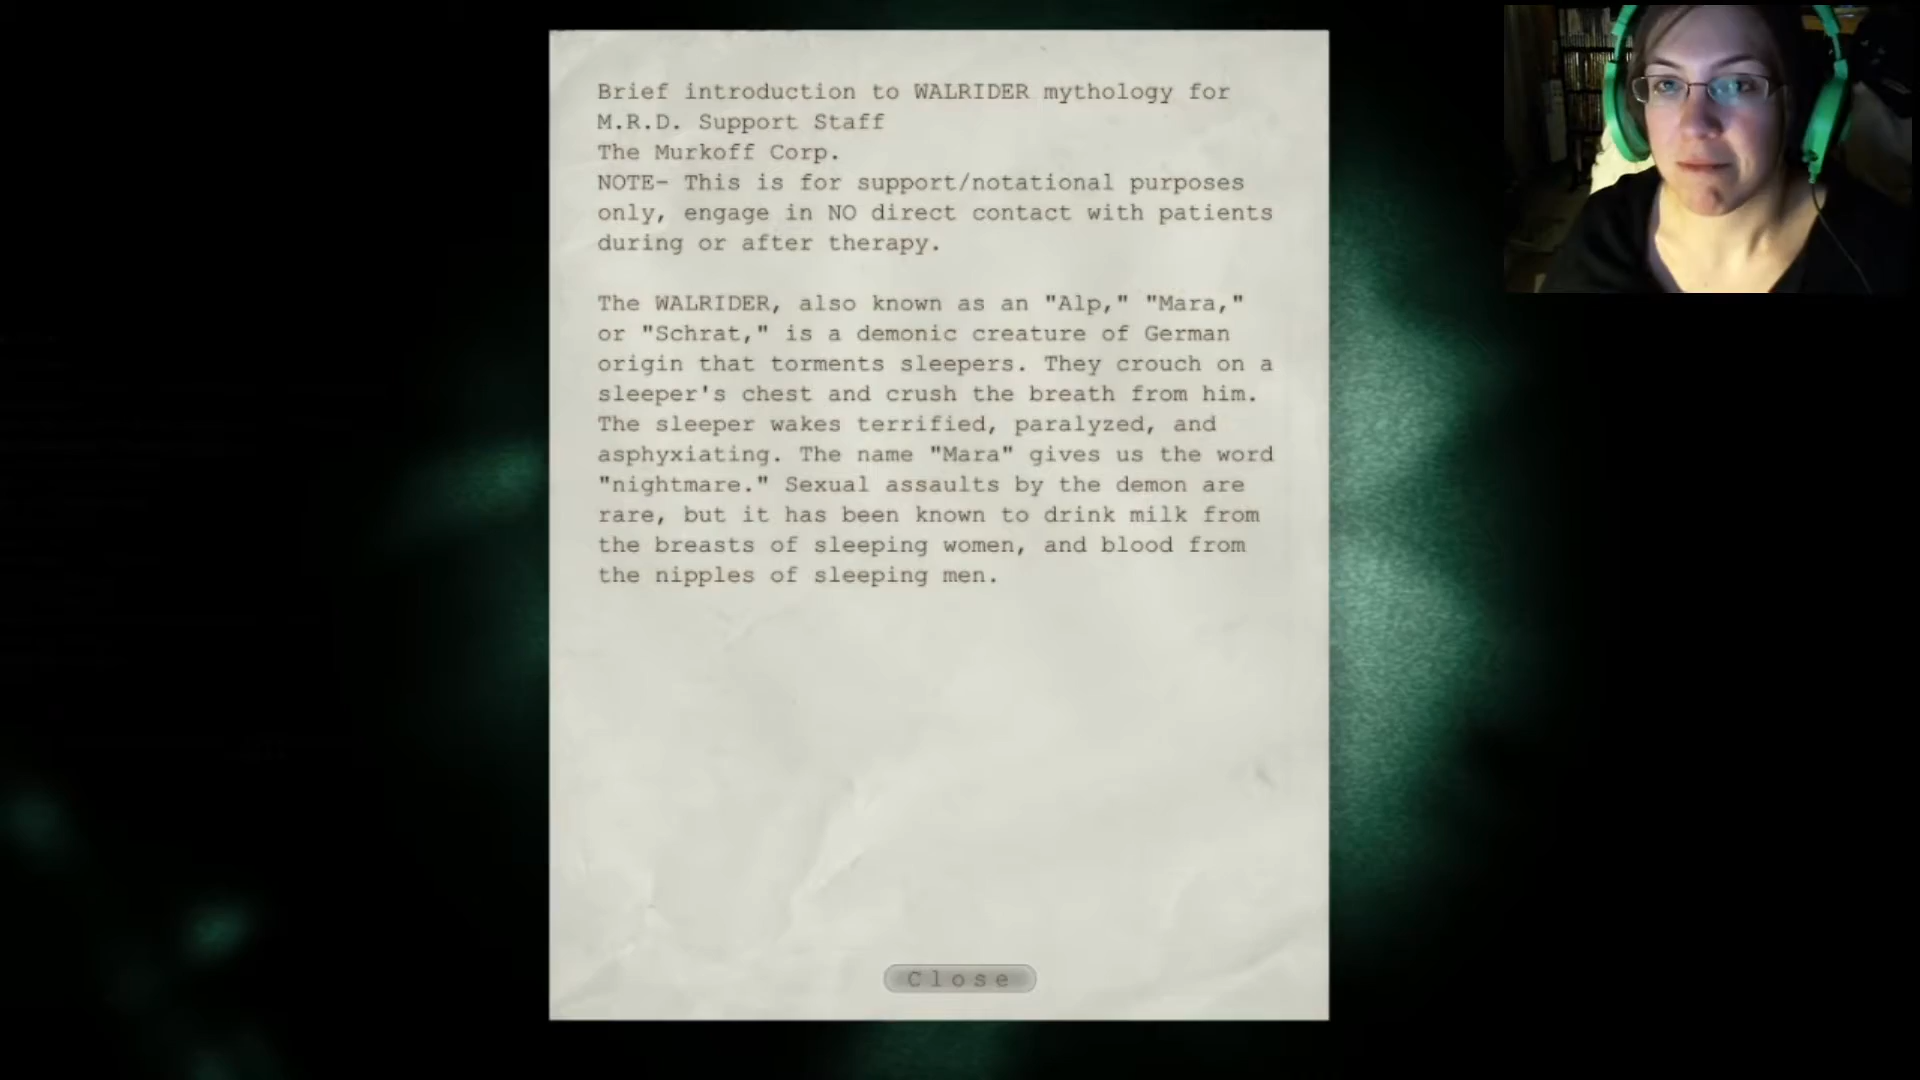 Brief introduction to WALRIDER mythology for
M.R.D. Support Staff
The Murkoff Corp.
NOTE- This is for support/notational purposes
only, engage in NO direct contact with patients
during or after therapy.
The WALRIDER, also known as an "Alp," "Mara,"
or "Schrat," is a demonic creature of German
origin that torments sleepers. They crouch on a
sleeper's chest and crush the breath from him.
The sleeper wakes terrified, paralyzed, and
asphyxiating. The name "Mara" gives us the word
"nightmare." Sexual assaults by the demon are
rare, but it has been known to drink milk from
the breasts of sleeping women, and blood from
the nipples of sleeping men.
Close